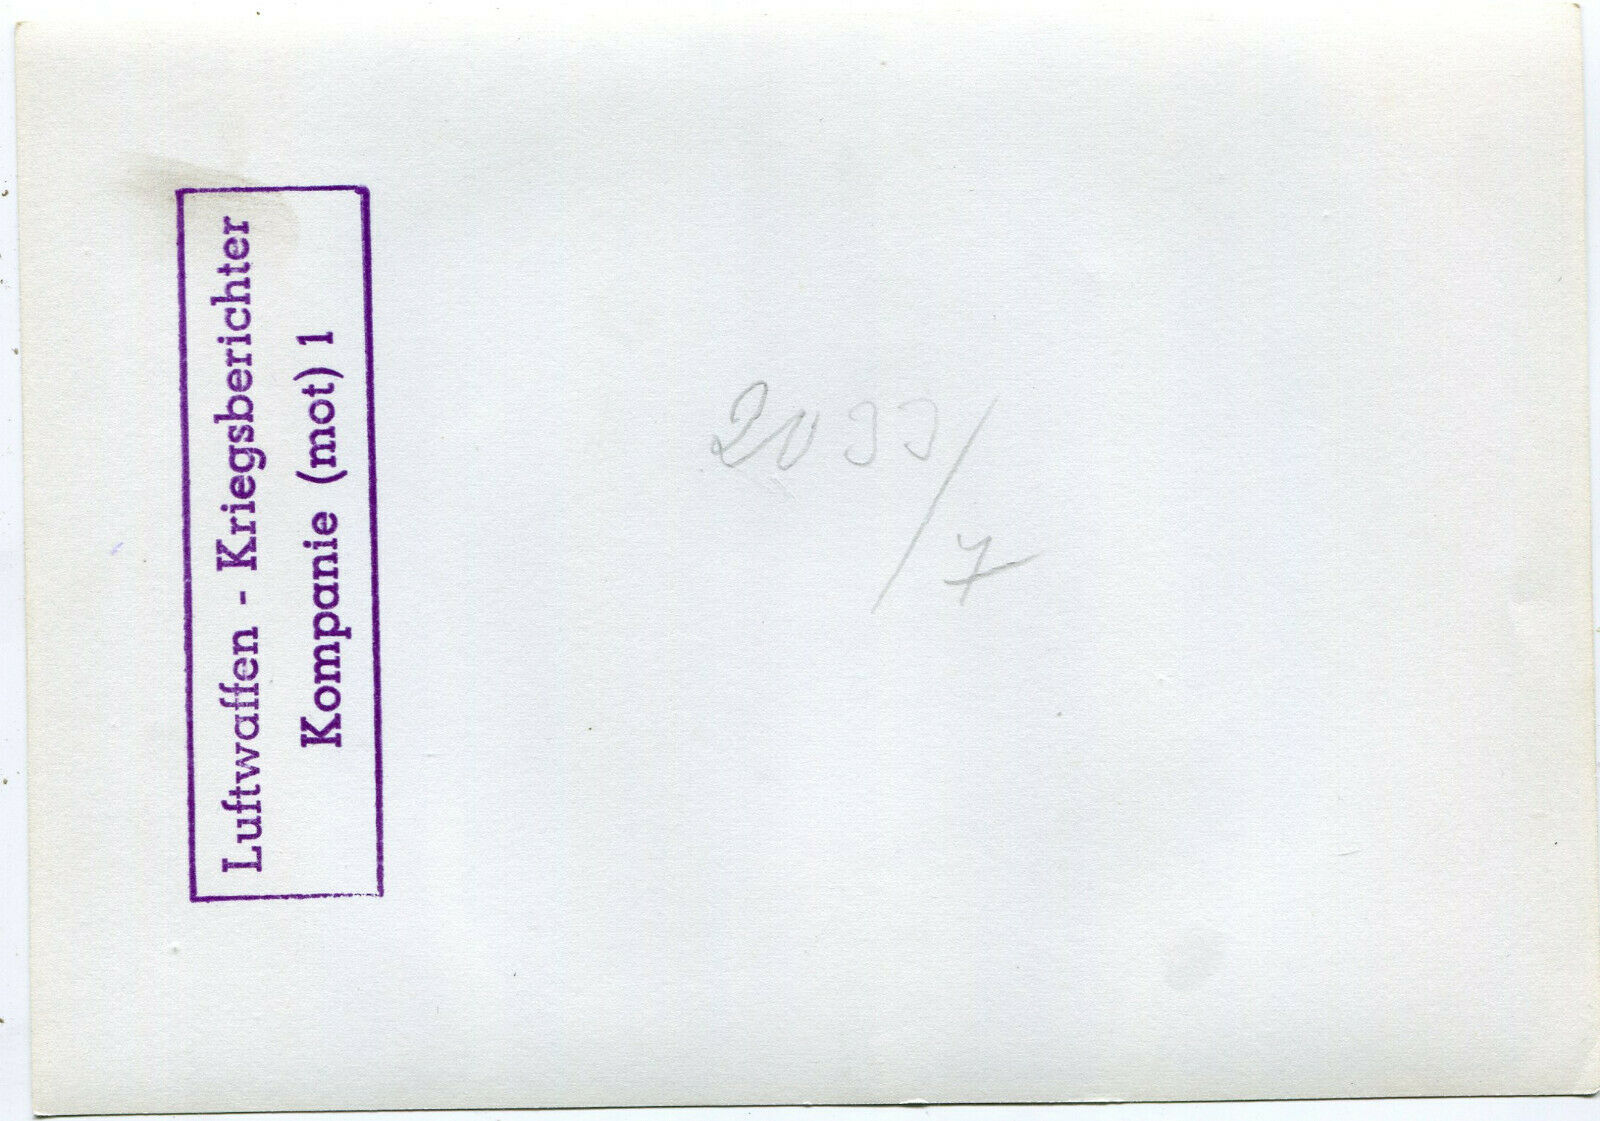 Luftwaffen - Kriegsberichter
Kompanie (mot) 1
2033/7